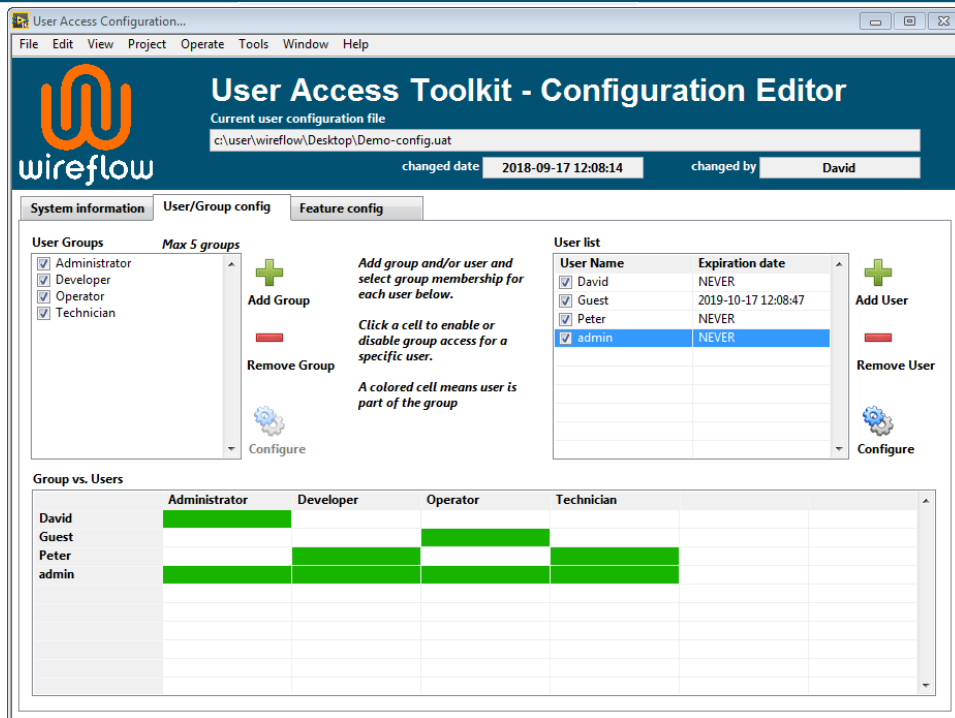 User Access Configuration...
File Edit View Project Operate Tools Window Help
wireflow
User Access Toolkit - Configuration Editor
Current user configuration file
c:\user\wireflow\Desktop\Demo-config.uat
changed date 2018-09-17 12:08:14 changed by David
System information User/Group config Feature config
User Groups Max 5 groups
Administrator
Developer
Operator
Technician
Add Group
Remove Group
Configure
Add group and/or user and
select group membership for
each user below.
Click a cell to enable or
disable group access for a
specific user.
A colored cell means user is
part of the group
User list
User Name Expiration date
David NEVER
Guest 2019-10-17 12:08:47
Peter NEVER
admin NEVER
Add User
Remove User
Configure
Group vs. Users
Administrator Developer Operator Technician
David
Guest
Peter
admin